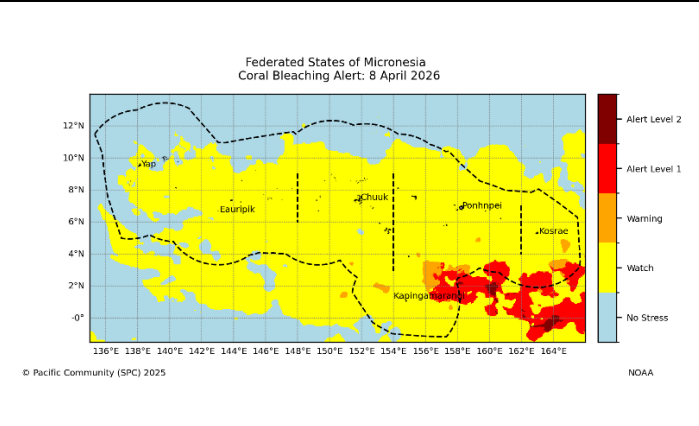 Federated States of Micronesia
Coral Bleaching Alert: 8 April 2026
12°N
10°N
8°N
6°N
4°N
2°N
-0°
Yap
Eauripik
Chuuk
Pohnpei
Kosrae
Kapingamarangi
136°E 138°E 140°E 142°E 144°E 146°E 148°E 150°E 152°E 154°E 156°E 158°E 160°E 162°E 164°E
Alert Level 2
Alert Level 1
Warning
Watch
No Stress
© Pacific Community (SPC) 2025
NOAA